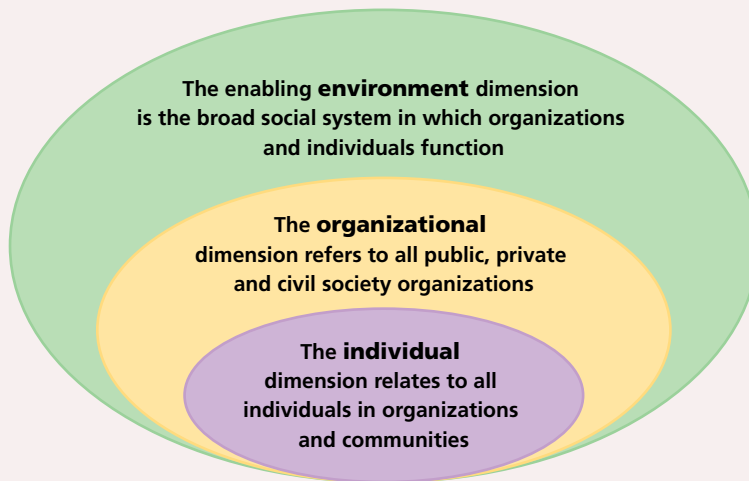 The enabling environment dimension
is the broad social system in which organizations
and individuals function
The organizational
dimension refers to all public, private
and civil society organizations
The individual
dimension relates to all
individuals in organizations
and communities